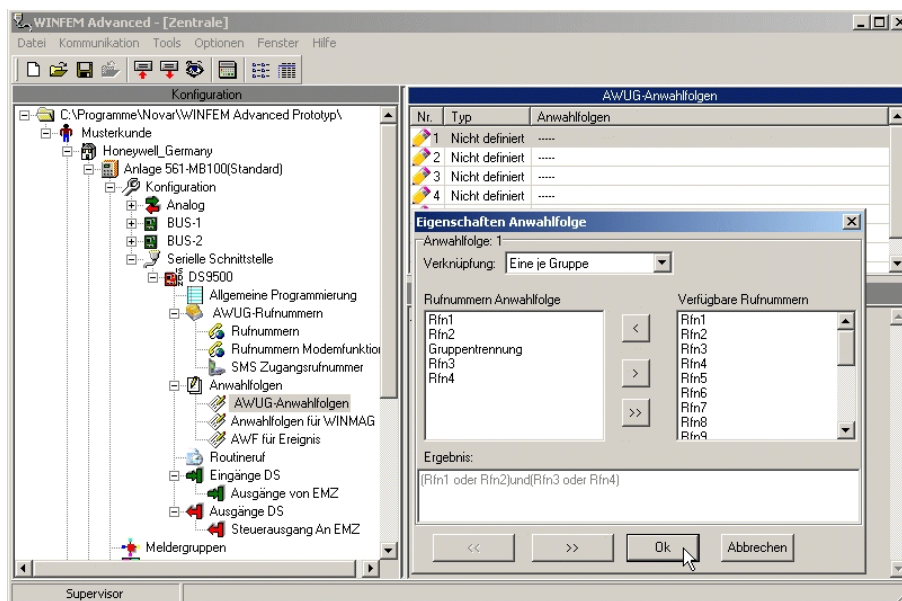 WINFEM Advanced - [Zentrale]
Datei Kommunikation Tools Optionen Fenster Hilfe
Konfiguration
C:\Programme\Novar\WINFEM Advanced Prototyp\
Musterkunde
Honeywell_Germany
Anlage 561-MB100(Standard)
Konfiguration
Analog
BUS-1
BUS-2
Serielle Schnittstelle
DS9500
Allgemeine Programmierung
AWUG-Rufnummern
Rufnummern
Rufnummern Modemfunktio
SMS Zugangsrufnummer
Anwahlfolgen
AWUG-Anwahlfolgen
Anwahlfolgen für WINMAG
AWF für Ereignis
Routineruf
Eingänge DS
Ausgänge von EMZ
Ausgänge DS
Steuerausgang An EMZ
Meldergruppen
AWUG-Anwahlfolgen
Nr. Typ Anwahlfolgen
1 Nicht definiert -----
2 Nicht definiert -----
3 Nicht definiert -----
4 Nicht definiert -----
Eigenschaften Anwahlfolge
Anwahlfolge: 1
Verknüpfung: Eine je Gruppe
Rufnummern Anwahlfolge
Rfn1
Rfn2
Gruppentrennung
Rfn3
Rfn4
<
>
>>
Verfügbare Rufnummern
Rfn1
Rfn2
Rfn3
Rfn4
Rfn5
Rfn6
Rfn7
Rfn8
Rfn9
Ergebnis:
(Rfn1 oder Rfn2)und(Rfn3 oder Rfn4)
<< >> Ok Abbrechen
Supervisor